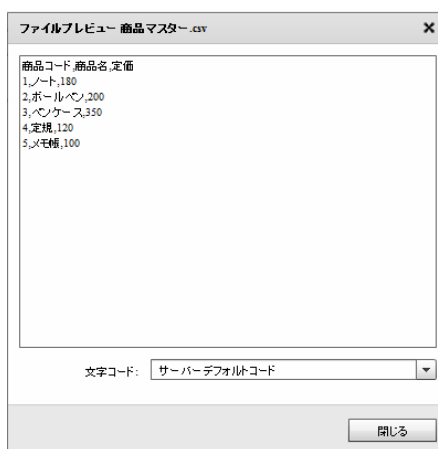 ファイルプレビュー 商品マスター.csv
商品コード,商品名,定価
1,ノート,180
2,ボールペン,200
3,ペンケース,350
4,定規,120
5,メモ帳,100
文字コード: サーバーデフォルトコード
閉じる